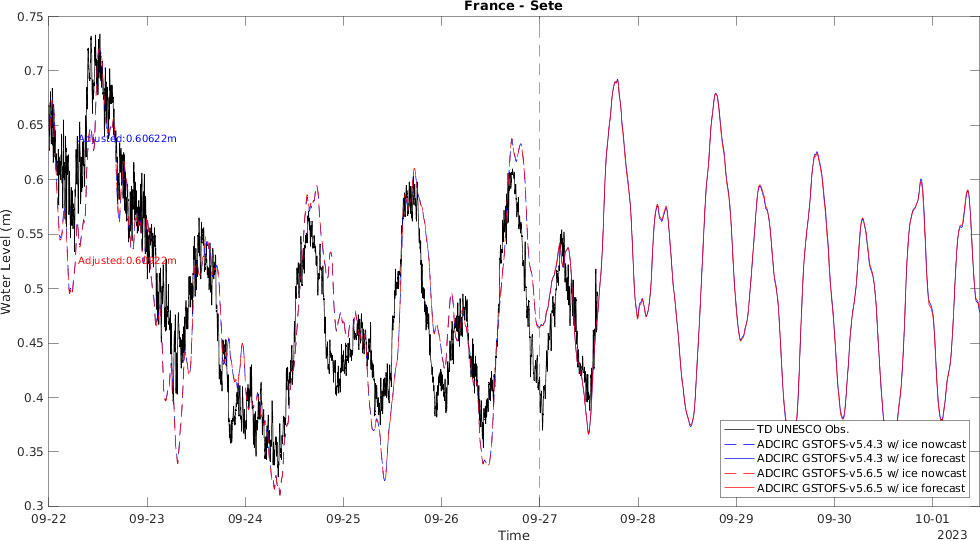 France - Sete
0.75
0.7
0.65
0.6
0.55
0.5
0.45
0.4
0.35
0.3
Water Level (m)
Adjusted:0.60622m
Adjusted:0.60622m
TD UNESCO Obs.
ADCIRC GSTOFS-v5.4.3 w/ ice nowcast
ADCIRC GSTOFS-v5.4.3 w/ ice forecast
ADCIRC GSTOFS-v5.6.5 w/ ice nowcast
ADCIRC GSTOFS-v5.6.5 w/ ice forecast
09-22 09-23 09-24 09-25 09-26 09-27 09-28 09-29 09-30 10-01
Time
2023